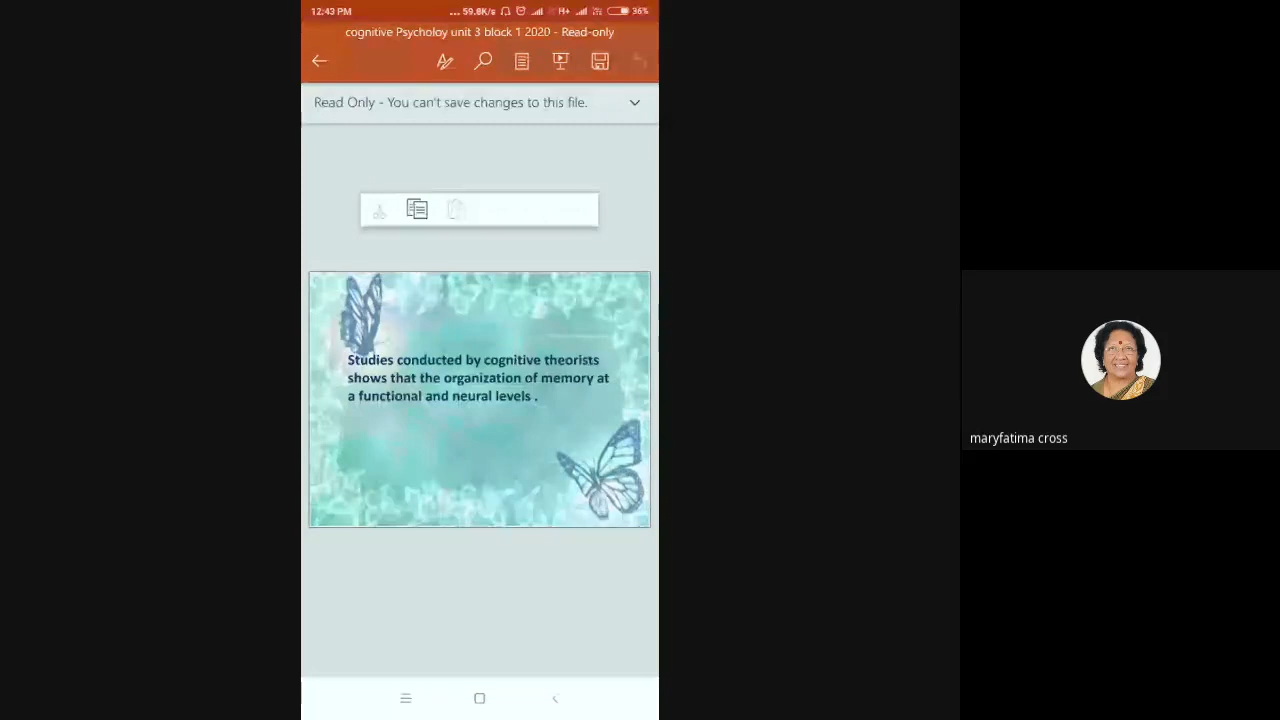 12:43 PM
... 59.8K/s
H+
36%
cognitive Psycholoy unit 3 block 1 2020 - Read-only
Read Only - You can't save changes to this file.
Studies conducted by cognitive theorists
shows that the organization of memory at
a functional and neural levels .
maryfatima cross